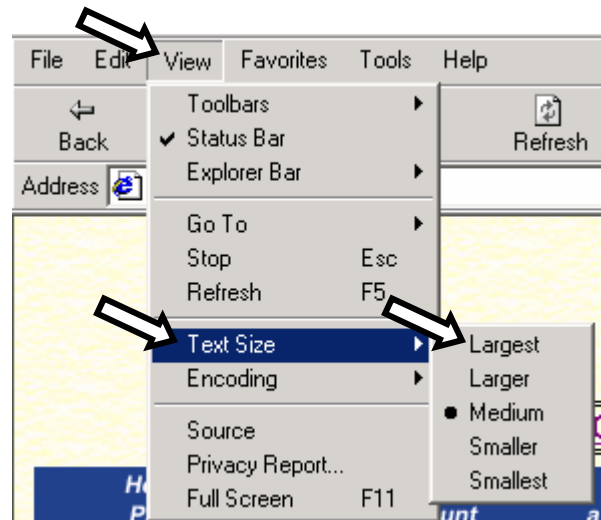 File Edit View Favorites Tools Help
Back
Refresh
Address
Toolbars
Status Bar
Explorer Bar
Go To
Stop Esc
Refresh F5
Text Size
Encoding
Source
Privacy Report...
Full Screen F11
Largest
Larger
Medium
Smaller
Smallest